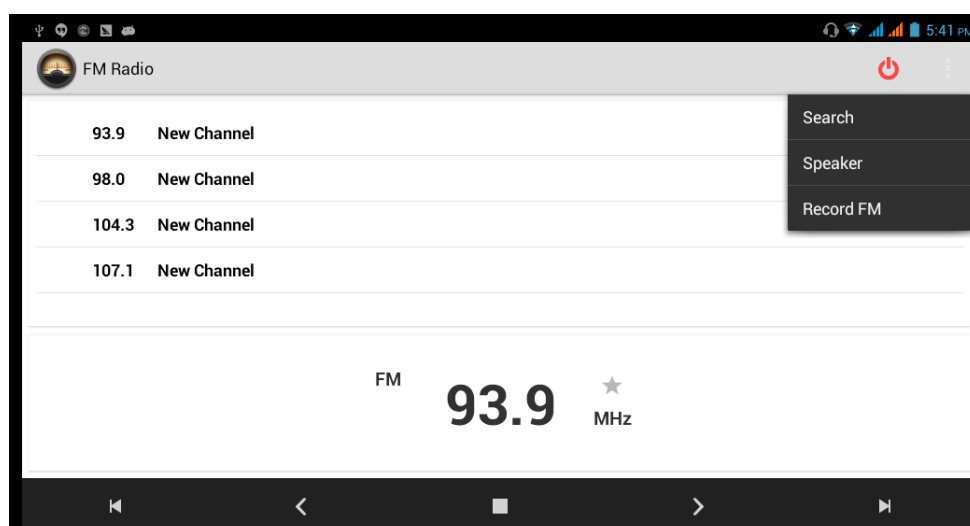 5:41 PM
FM Radio
Search
Speaker
Record FM
93.9 New Channel
98.0 New Channel
104.3 New Channel
107.1 New Channel
FM 93.9 MHz